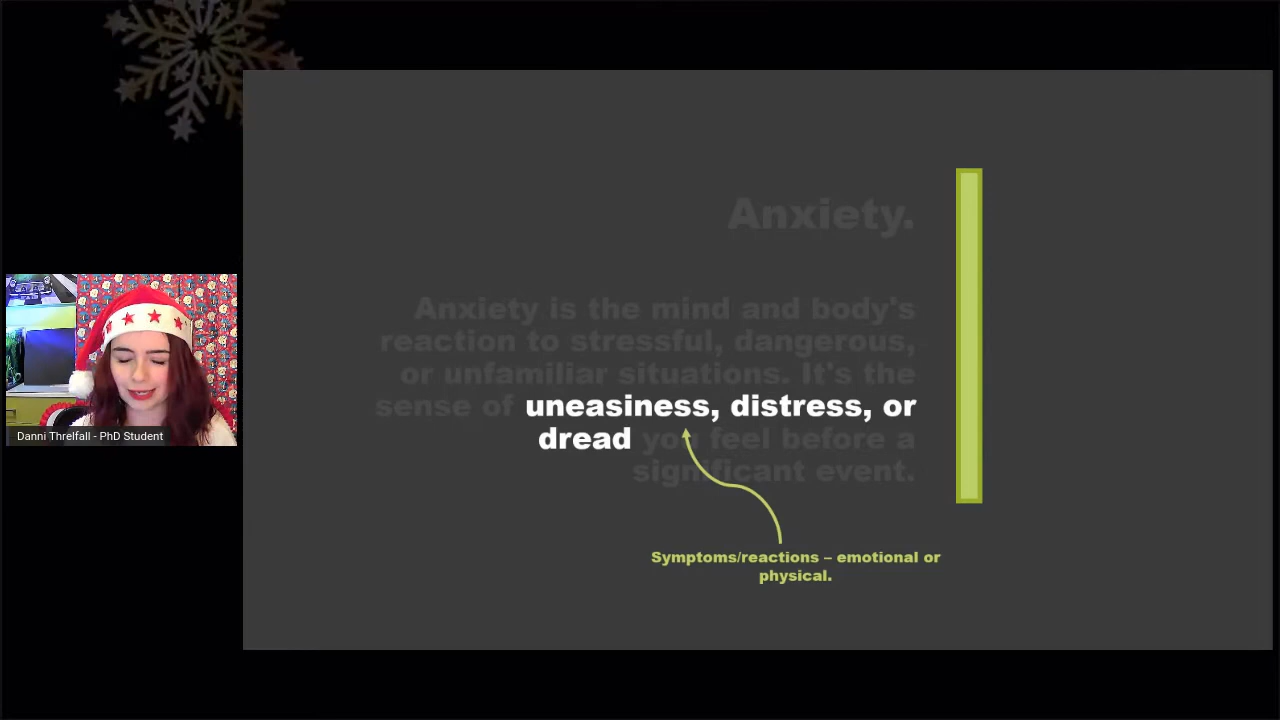 Anxiety.
Anxiety is the mind and body's
reaction to stressful, dangerous,
or unfamiliar situations. It's the
sense of uneasiness, distress, or
dread you feel before a
significant event.
Symptoms/reactions – emotional or
physical.
Danni Threlfall - PhD Student